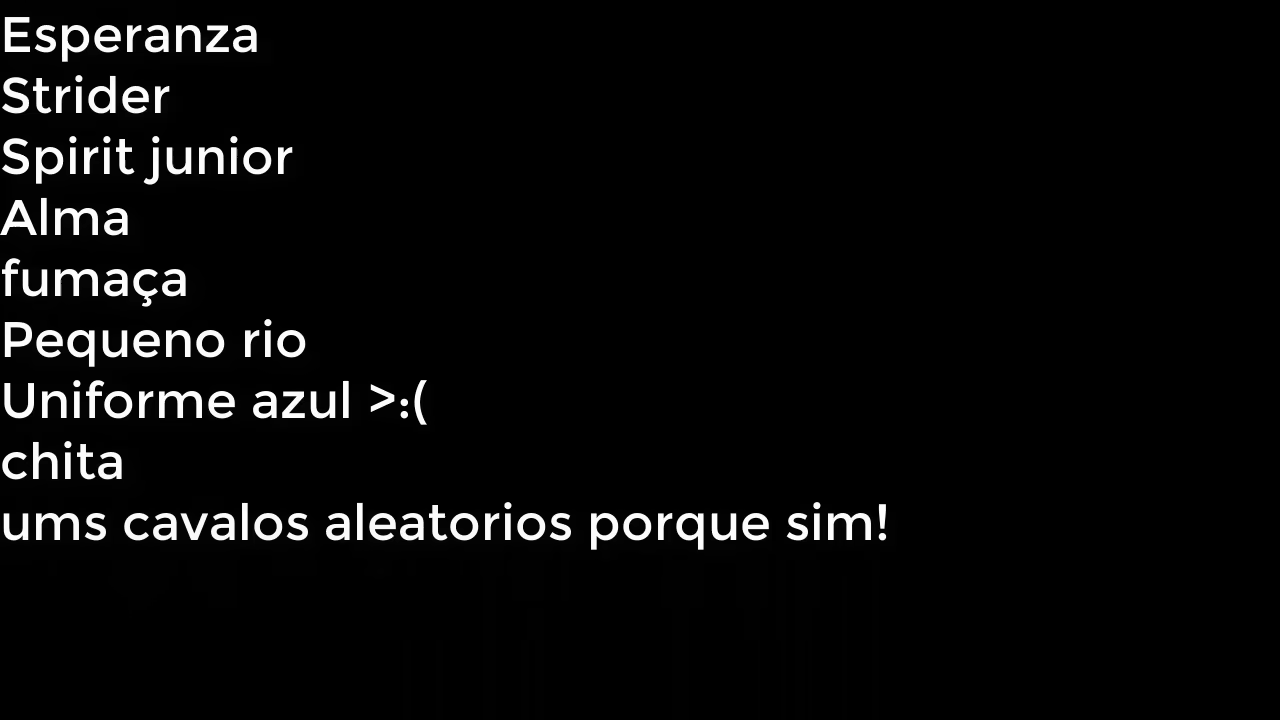 Esperanza
Strider
Spirit junior
Alma
fumaça
Pequeno rio
Uniforme azul >:(
chita
ums cavalos aleatorios porque sim!